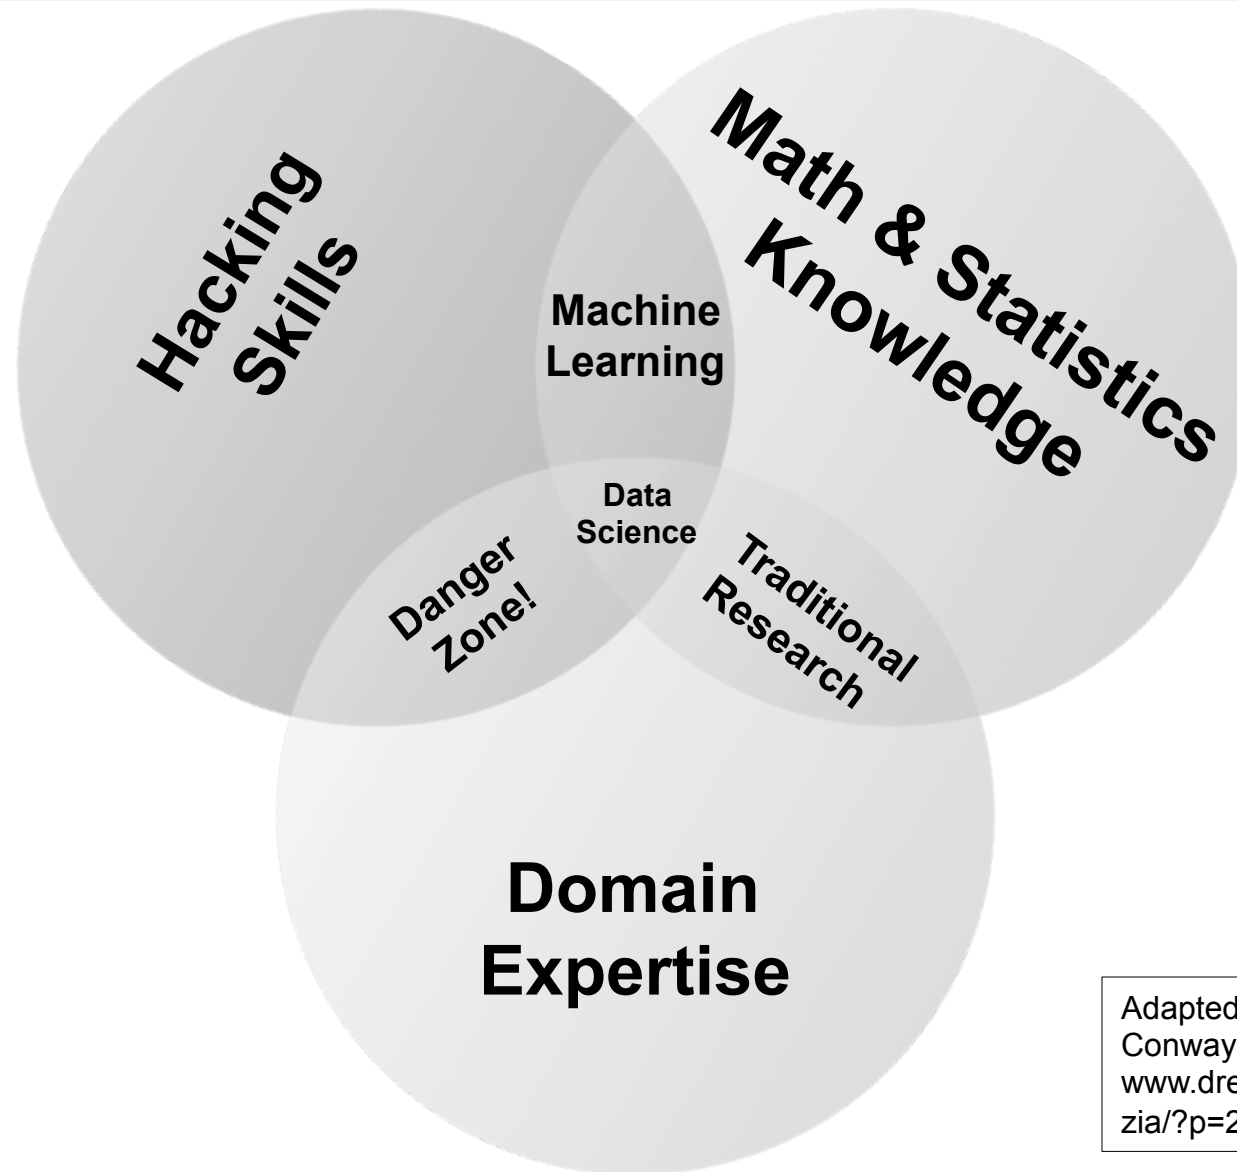 Hacking
Skills
Math & Statistics
Knowledge
Machine
Learning
Data
Science
Danger
Zone!
Traditional
Research
Domain
Expertise
Adapted
Conway
www.dre
zia/?p=2